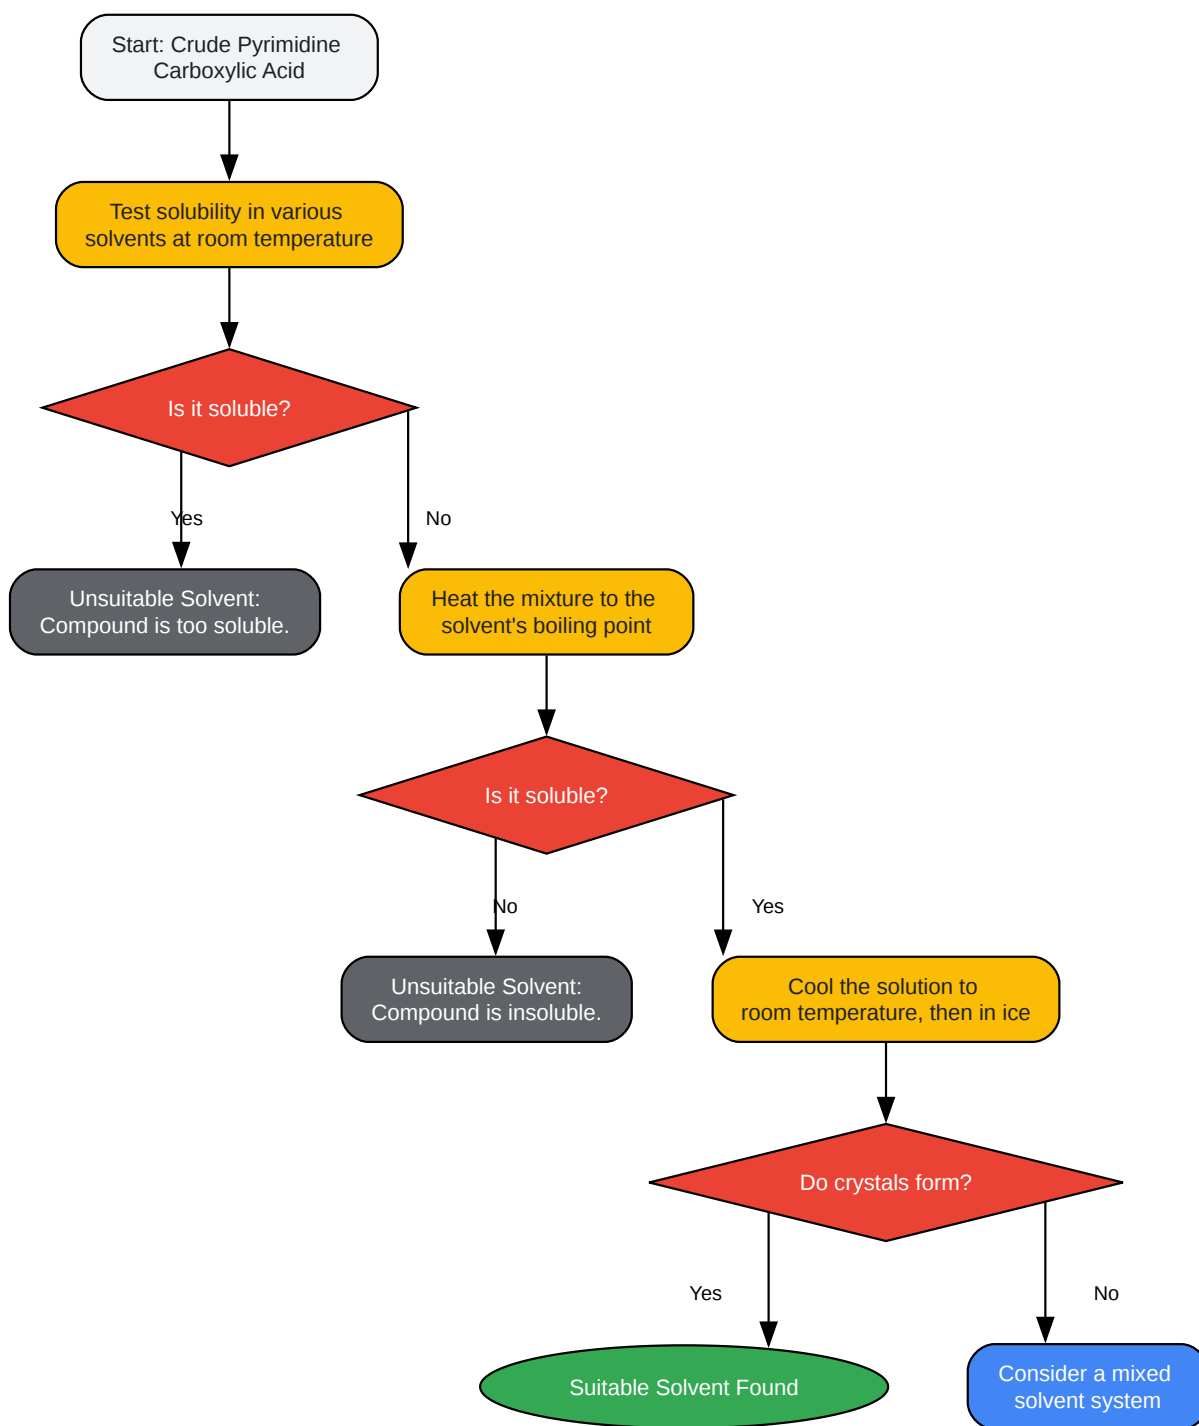 Start: Crude Pyrimidine
Carboxylic Acid
Test solubility in various
solvents at room temperature
Is it soluble?
Yes
No
Unsuitable Solvent:
Compound is too soluble.
Heat the mixture to the
solvent's boiling point
Is it soluble?
No
Yes
Unsuitable Solvent:
Compound is insoluble.
Cool the solution to
room temperature, then in ice
Do crystals form?
Yes
No
Suitable Solvent Found
Consider a mixed
solvent system